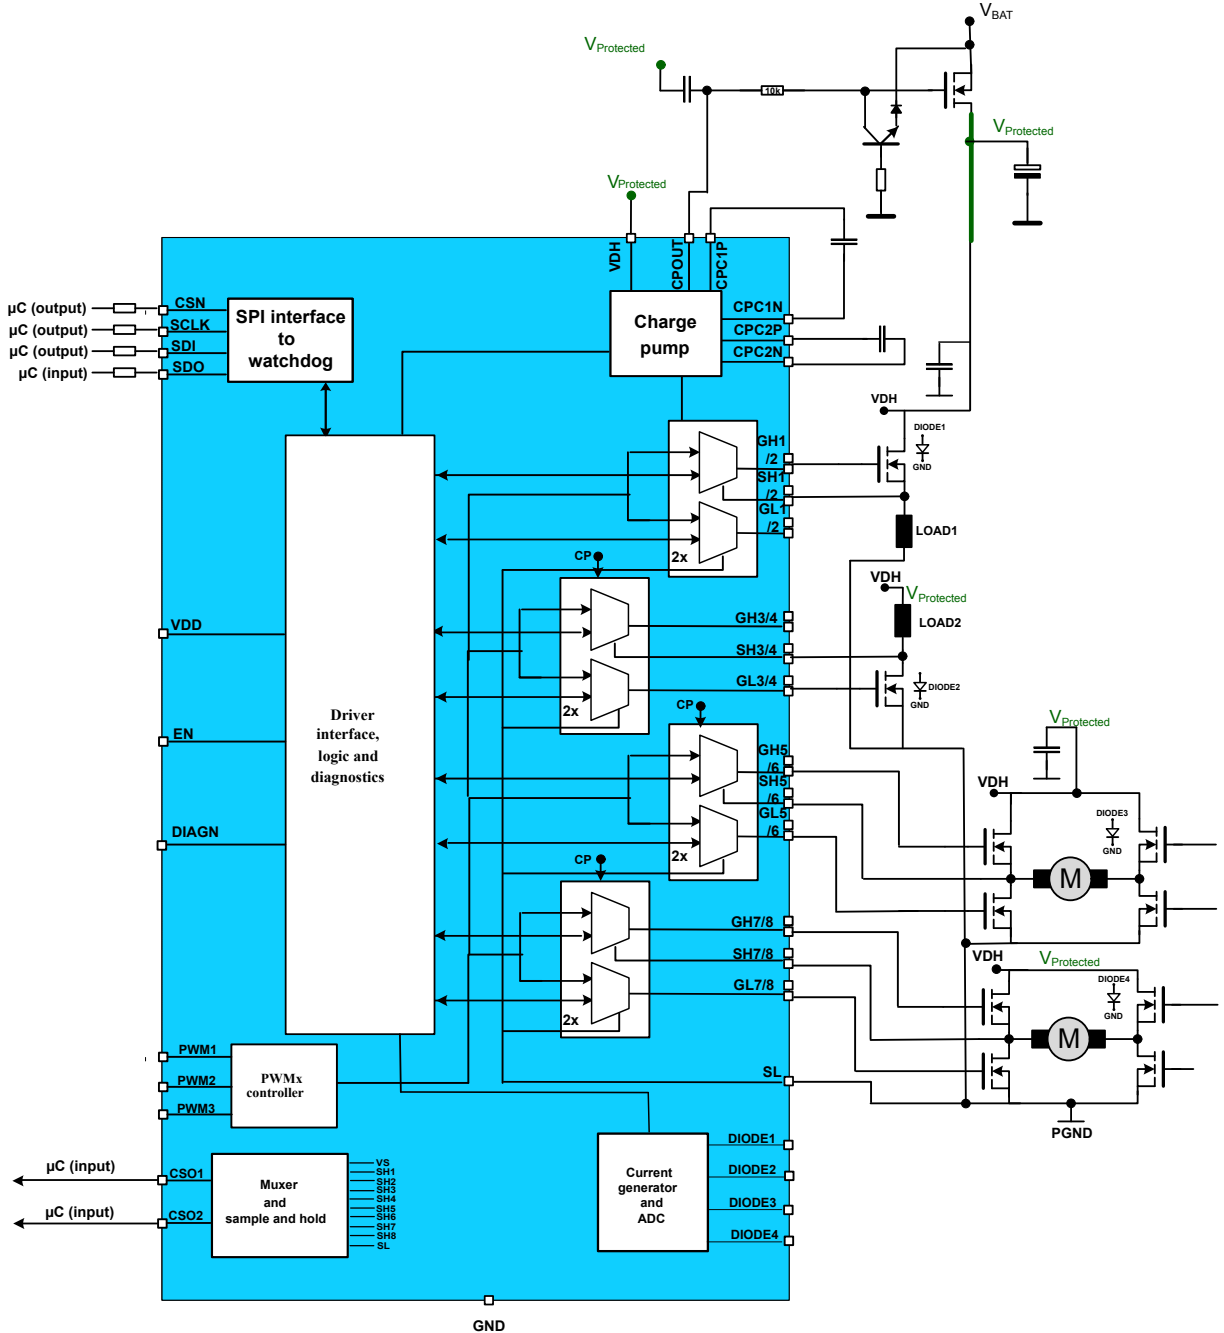 VBAT
VProtected
10k
VProtected
VProtected
VDH
CPOUT
CPC1P
µC (output)
CSN
µC (output)
SCLK
µC (output)
SDI
µC (input)
SDO
SPI interface
to
watchdog
Charge
pump
CPC1N
CPC2P
CPC2N
VDH
DIODE1
GND
GH1
/2
SH1
/2
GL1
/2
2x
LOAD1
CP
VDH
VProtected
LOAD2
GH3/4
SH3/4
GL3/4
2x
DIODE2
GND
VDD
EN
DIAGN
Driver
interface,
logic and
diagnostics
CP
GH5
/6
SH5
/6
GL5
/6
2x
VProtected
VDH
DIODE3
GND
M
CP
GH7/8
SH7/8
GL7/8
2x
VDH
VProtected
DIODE4
GND
M
PWM1
PWM2
PWM3
PWMx
controller
SL
PGND
µC (input)
CSO1
µC (input)
CSO2
Muxer
and
sample and hold
VS
SH1
SH2
SH3
SH4
SH5
SH6
SH7
SH8
SL
Current
generator
and
ADC
DIODE1
DIODE2
DIODE3
DIODE4
GND